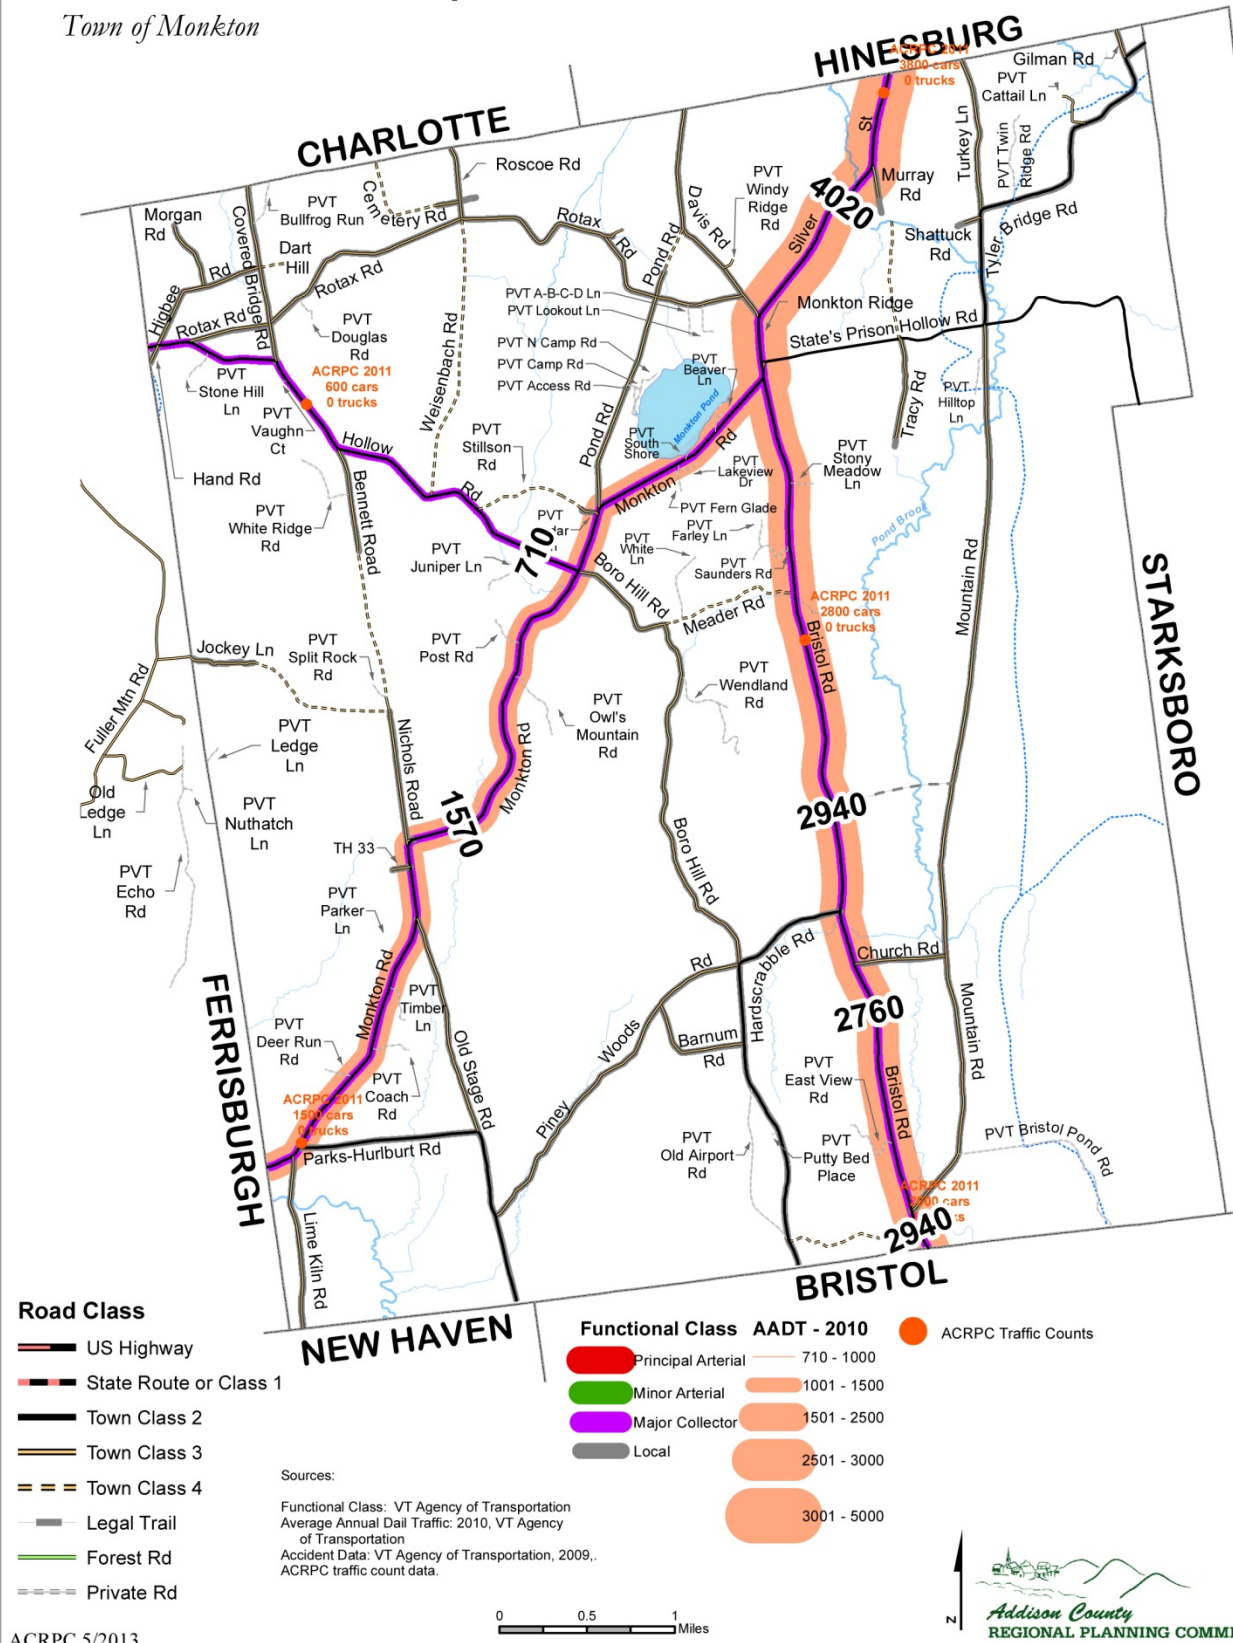 Town of Monkton
HINESBURG
ACRPC 2011
3800 cars
0 trucks
Gilman Rd
PVT
Cattail Ln
CHARLOTTE
St
Turkey Ln
PVT Twin
Ridge Rd
Roscoe Rd
PVT
Windy
Ridge
Rd
Murray
Rd
4020
Morgan
Rd
PVT
Bullfrog Run
Cemetery Rd
Rotax
Rd
Davis Rd
Pond Rd
Silver
Shattuck
Rd
Tyler Bridge Rd
Covered Bridge Rd
Dart
Hill
Rd
Higbee
Rotax Rd
PVT A-B-C-D Ln
PVT Lookout Ln
Monkton Ridge
Rotax Rd
PVT
Douglas
Rd
Weisenbach Rd
PVT N Camp Rd
PVT Camp Rd
PVT Access Rd
PVT
Beaver
Ln
State's Prison Hollow Rd
PVT
Stone Hill
Ln
ACRPC 2011
600 cars
0 trucks
PVT
Vaughn
Ct
Hollow
Rd
PVT
Stillson
Rd
Pond Rd
PVT
South
Shore
Monkton Pond
Rd
Tracy Rd
PVT
Hilltop
Ln
Hand Rd
PVT
White Ridge
Rd
Bennett Road
Monkton
PVT
Lakeview
Dr
PVT
Stony
Meadow
Ln
PVT Fern Glade
PVT
Farley Ln
Pond Brook
PVT
710
PVT
Juniper Ln
PVT
White
Ln
PVT
Saunders Rd
Boro Hill Rd
Meader Rd
ACRPC 2011
2800 cars
0 trucks
Bristol Rd
Mountain Rd
STARKSBORO
Jockey Ln
PVT
Split Rock
Rd
PVT
Post Rd
PVT
Wendland
Rd
Fuller Mtn Rd
PVT
Ledge
Ln
Nichols Road
PVT
Owl's
Mountain
Rd
Monkton Rd
Old
Ledge
Ln
PVT
Nuthatch
Ln
1570
2940
TH 33
PVT
Echo
Rd
PVT
Parker
Ln
Boro Hill Rd
FERRISBURGH
Monkton Rd
PVT
Timber
Ln
Rd
Hardscrabble Rd
Church Rd
2760
Mountain Rd
PVT
Deer Run
Rd
Old Stage Rd
Woods
Barnum
Rd
PVT
East View
Rd
Bristol Rd
ACRPC 2011
1500 cars
0 trucks
PVT
Coach
Rd
Piney
Parks-Hurlburt Rd
PVT
Old Airport
Rd
PVT
Putty Bed
Place
PVT Bristol Pond Rd
ACRPC 2011
cars
2940
Lime Kiln Rd
BRISTOL
NEW HAVEN
Road Class
US Highway
State Route or Class 1
Town Class 2
Town Class 3
Town Class 4
Legal Trail
Forest Rd
Private Rd
Functional Class
Principal Arterial
Minor Arterial
Major Collector
Local
AADT - 2010
710 - 1000
1001 - 1500
1501 - 2500
2501 - 3000
3001 - 5000
ACRPC Traffic Counts
Sources:
Functional Class: VT Agency of Transportation
Average Annual Dail Traffic: 2010, VT Agency
of Transportation
Accident Data: VT Agency of Transportation, 2009,.
ACRPC traffic count data.
0 0.5 1
Miles
N
Addison County
REGIONAL PLANNING COMM
ACRPC 5/2013